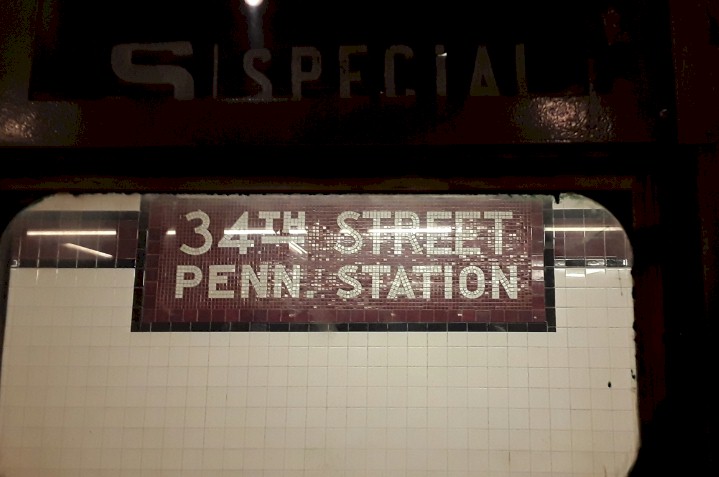 S SPECIAL
34TH STREET
PENN. STATION